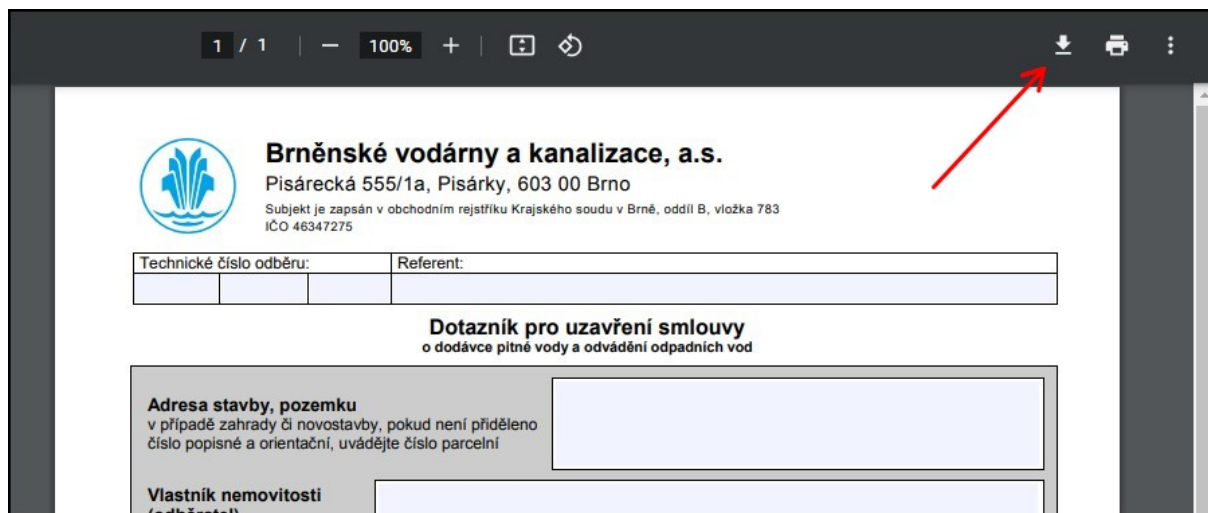 1 / 1 | — 100% +
Brněnské vodárny a kanalizace, a.s.
Pisárecká 555/1a, Pisárky, 603 00 Brno
Subjekt je zapsán v obchodním rejstříku Krajského soudu v Brně, oddíl B, vložka 783
IČO 46347275
Technické číslo odběru: Referent:
Dotazník pro uzavření smlouvy
o dodávce pitné vody a odvádění odpadních vod
Adresa stavby, pozemku
v případě zahrady či novostavby, pokud není přiděleno
číslo popisné a orientační, uvádějte číslo parcelní
Vlastník nemovitosti
(odběratel)